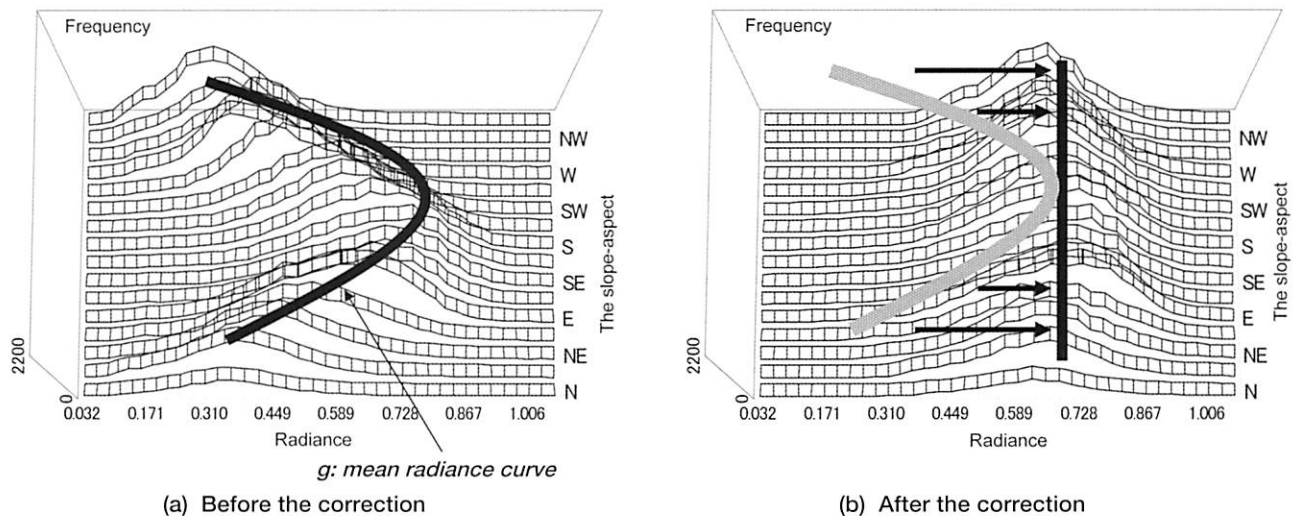 Frequency
NW
W
SW
S
SE
E
NE
N
The slope-aspect
2200
0
0.032 0.171 0.310 0.449 0.589 0.728 0.867 1.006
Radiance
g: mean radiance curve
(a) Before the correction
Frequency
NW
W
SW
S
SE
E
NE
N
The slope-aspect
2200
0
0.032 0.171 0.310 0.449 0.589 0.728 0.867 1.006
Radiance
(b) After the correction